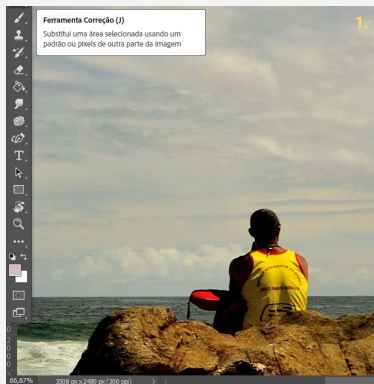 Ferramenta Correção (J)
Substitui uma área selecionada usando um
padrão ou pixels de outra parte da imagem
1.
T
66,67%
3508 px x 2480 px (300 ppi)